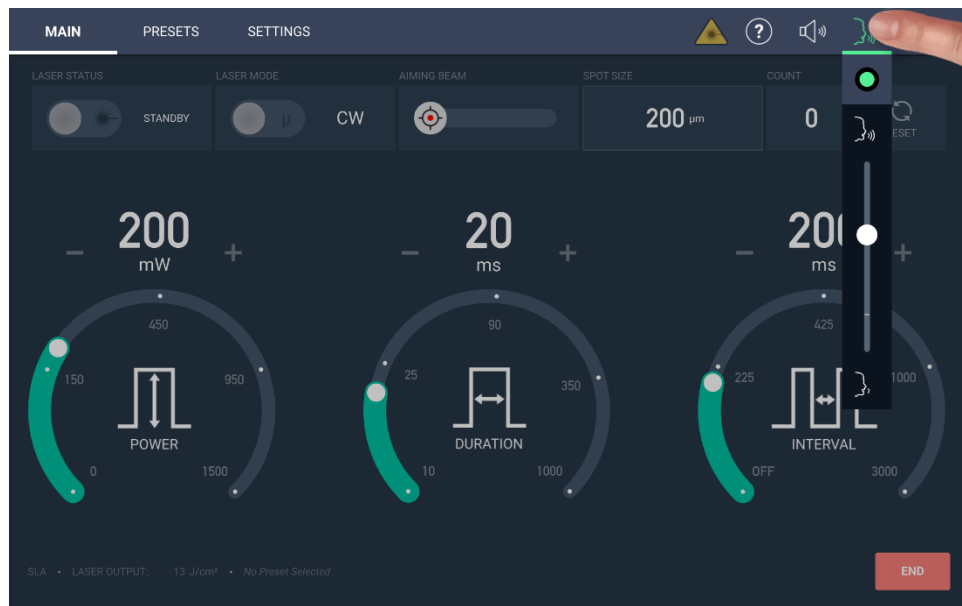 MAIN PRESETS SETTINGS ?
LASER STATUS LASER MODE AIMING BEAM SPOT SIZE COUNT
STANDBY µ CW 200 µm 0
200 20
mW ms ms
450 90 425
150 950 25 350 225 1000
POWER DURATION INTERVAL
0 1500 10 1000 OFF 3000
SLA • LASER OUTPUT: 13 J/cm² • No Preset Selected END